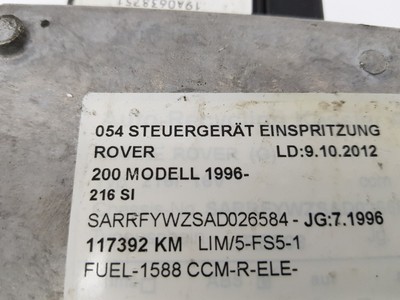 19A0638751
054 STEUERGERÄT EINSPRITZUNG
ROVER LD:9.10.2012
200 MODELL 1996-
216 SI
SARRFYWZSAD026584 - JG:7.1996
117392 KM LIM/5-FS5-1
FUEL-1588 CCM-R-ELE-